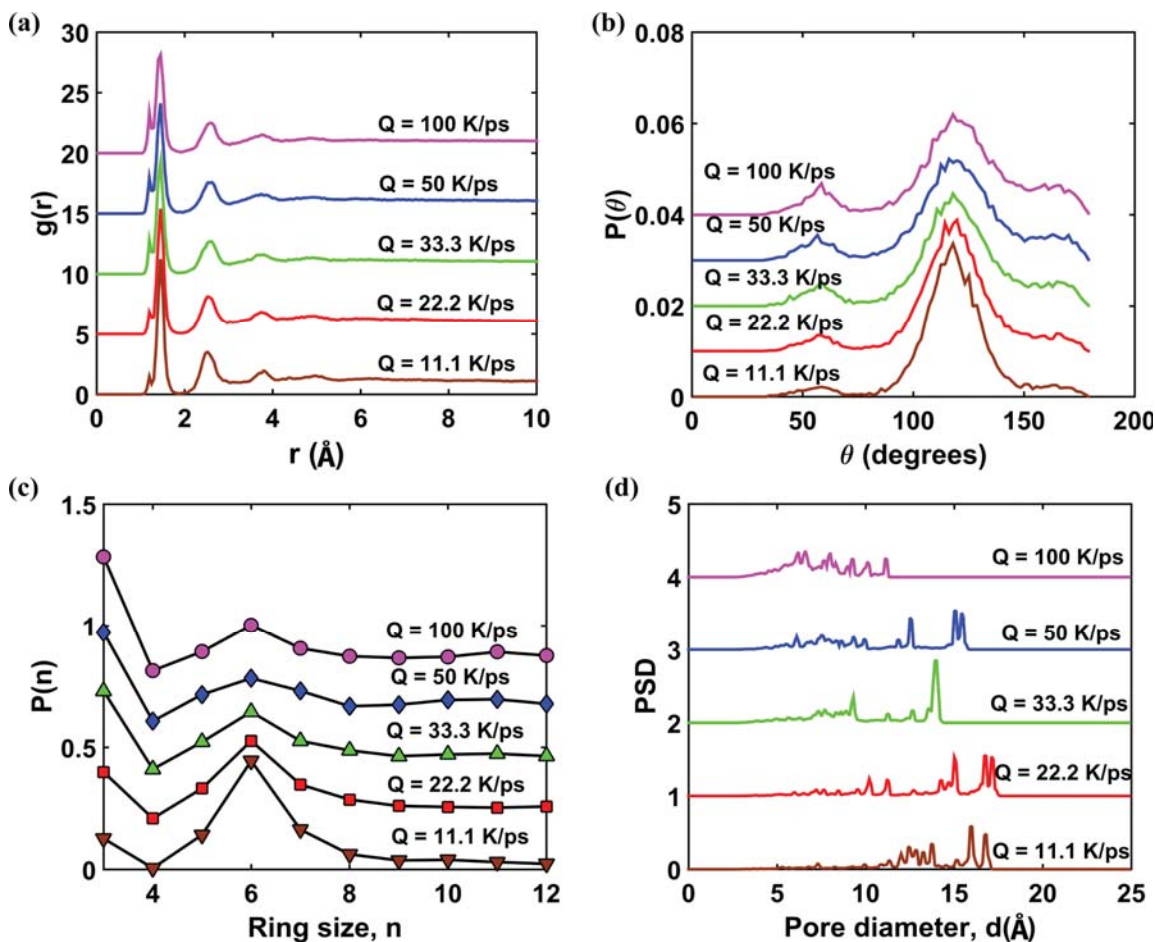 (a)
30
25
20
15
10
5
0
g(r)
Q = 100 K/ps
Q = 50 K/ps
Q = 33.3 K/ps
Q = 22.2 K/ps
Q = 11.1 K/ps
0 2 4 6 8 10
r (Å)
(b)
0.08
0.06
0.04
0.02
0
P(θ)
Q = 100 K/ps
Q = 50 K/ps
Q = 33.3 K/ps
Q = 22.2 K/ps
Q = 11.1 K/ps
0 50 100 150 200
θ (degrees)
(c)
1.5
1
0.5
0
P(n)
Q = 100 K/ps
Q = 50 K/ps
Q = 33.3 K/ps
Q = 22.2 K/ps
Q = 11.1 K/ps
4 6 8 10 12
Ring size, n
(d)
5
4
3
2
1
0
PSD
Q = 100 K/ps
Q = 50 K/ps
Q = 33.3 K/ps
Q = 22.2 K/ps
Q = 11.1 K/ps
0 5 10 15 20 25
Pore diameter, d(Å)